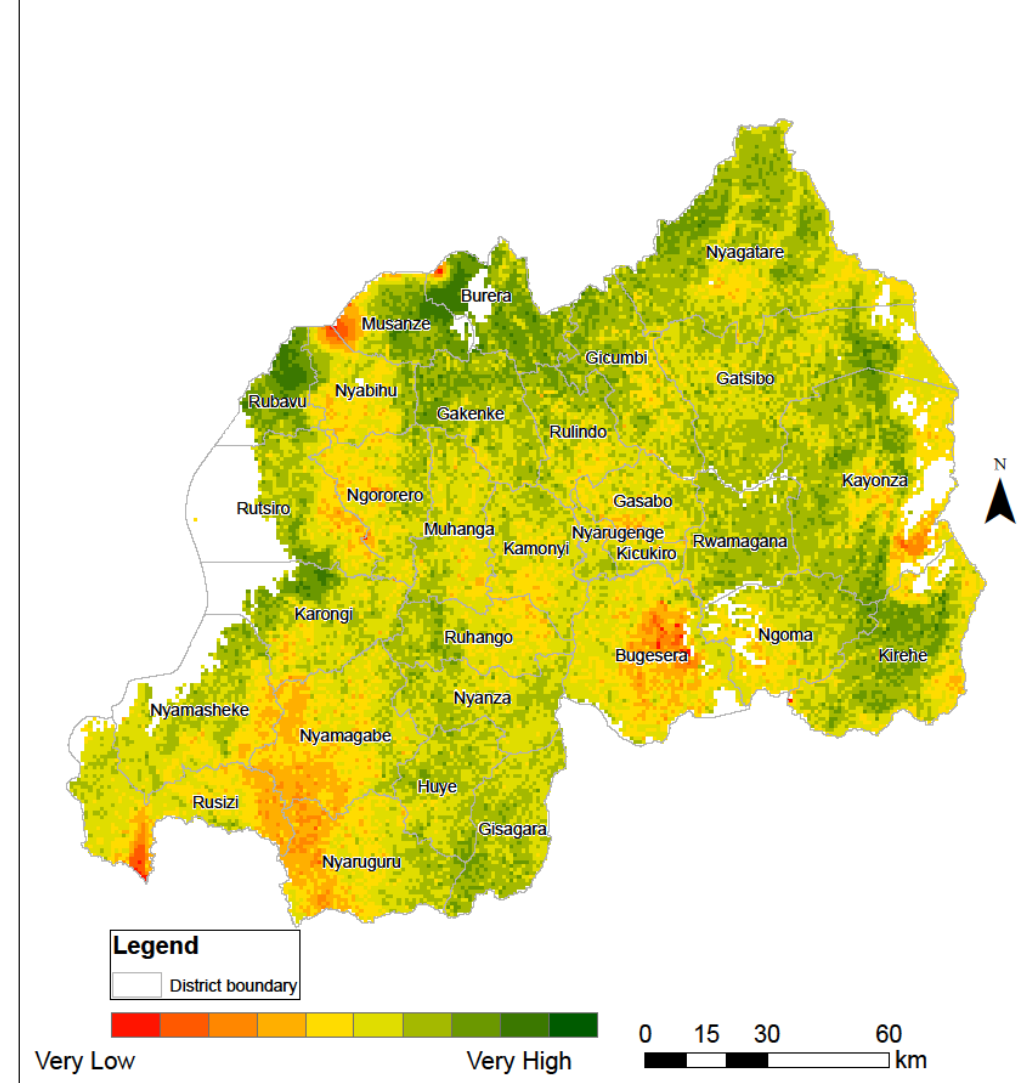 Nyagatare
Burera
Musanze
Gicumbi
Gatsibo
Nyabihu
Rubavu
Gakenke
Rulindo
Kayonza
N
Ngororero
Gasabo
Rutsiro
Muhanga
Nyarugenge
Rwamagana
Kamonyi
Kicukiro
Karongi
Ruhango
Ngoma
Bugesera
Kirehe
Nyanza
Nyamasheke
Nyamagabe
Huye
Rusizi
Gisagara
Nyaruguru
Legend
District boundary
Very Low
Very High
0 15 30 60
km